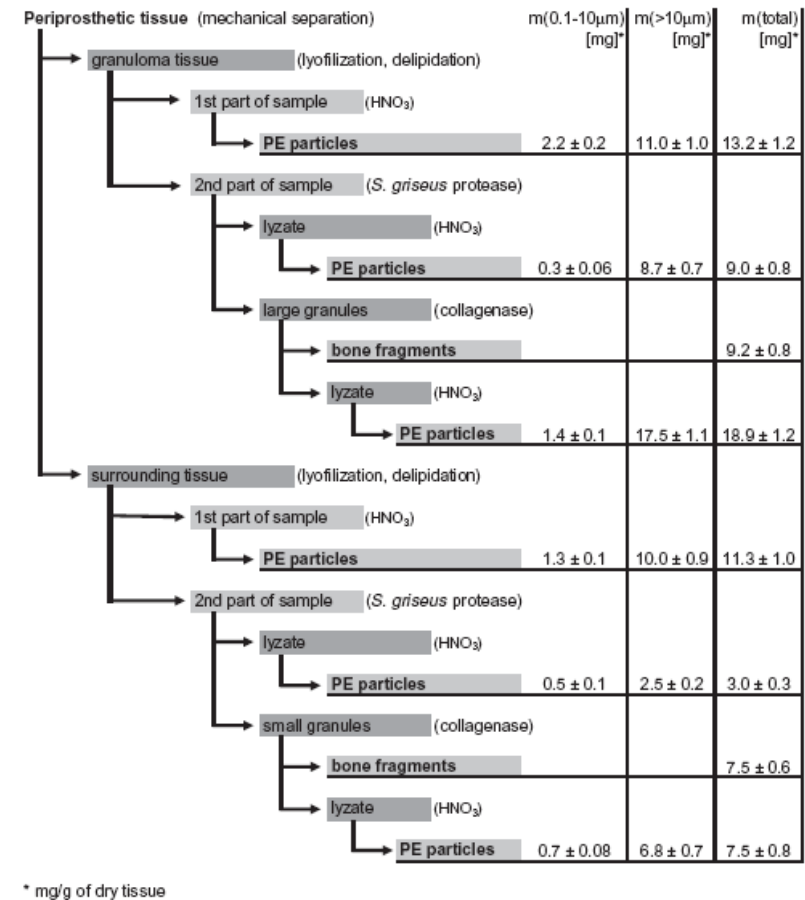 Periprosthetic tissue (mechanical separation) m(0.1-10µm) m(>10µm) m(total)
[mg]* [mg]* [mg]*
granuloma tissue (lyofilization, delipidation)
1st part of sample (HNO₃)
PE particles 2.2 ± 0.2 11.0 ± 1.0 13.2 ± 1.2
2nd part of sample (S. griseus protease)
lyzate (HNO₃)
PE particles 0.3 ± 0.06 8.7 ± 0.7 9.0 ± 0.8
large granules (collagenase)
bone fragments 9.2 ± 0.8
lyzate (HNO₃)
PE particles 1.4 ± 0.1 17.5 ± 1.1 18.9 ± 1.2
surrounding tissue (lyofilization, delipidation)
1st part of sample (HNO₃)
PE particles 1.3 ± 0.1 10.0 ± 0.9 11.3 ± 1.0
2nd part of sample (S. griseus protease)
lyzate (HNO₃)
PE particles 0.5 ± 0.1 2.5 ± 0.2 3.0 ± 0.3
small granules (collagenase)
bone fragments 7.5 ± 0.6
lyzate (HNO₃)
PE particles 0.7 ± 0.08 6.8 ± 0.7 7.5 ± 0.8
* mg/g of dry tissue